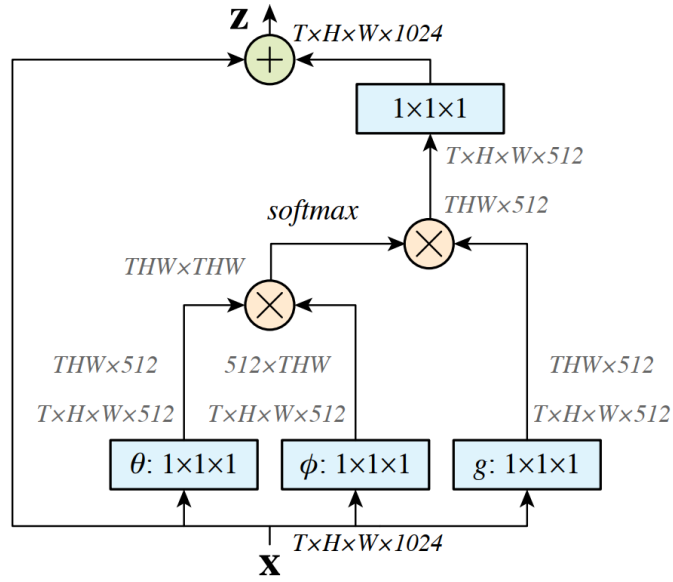 z
T×H×W×1024
+
1×1×1
T×H×W×512
THW×512
softmax
×
THW×THW
×
THW×512
512×THW
THW×512
T×H×W×512
T×H×W×512
T×H×W×512
θ: 1×1×1
ϕ: 1×1×1
g: 1×1×1
T×H×W×1024
x